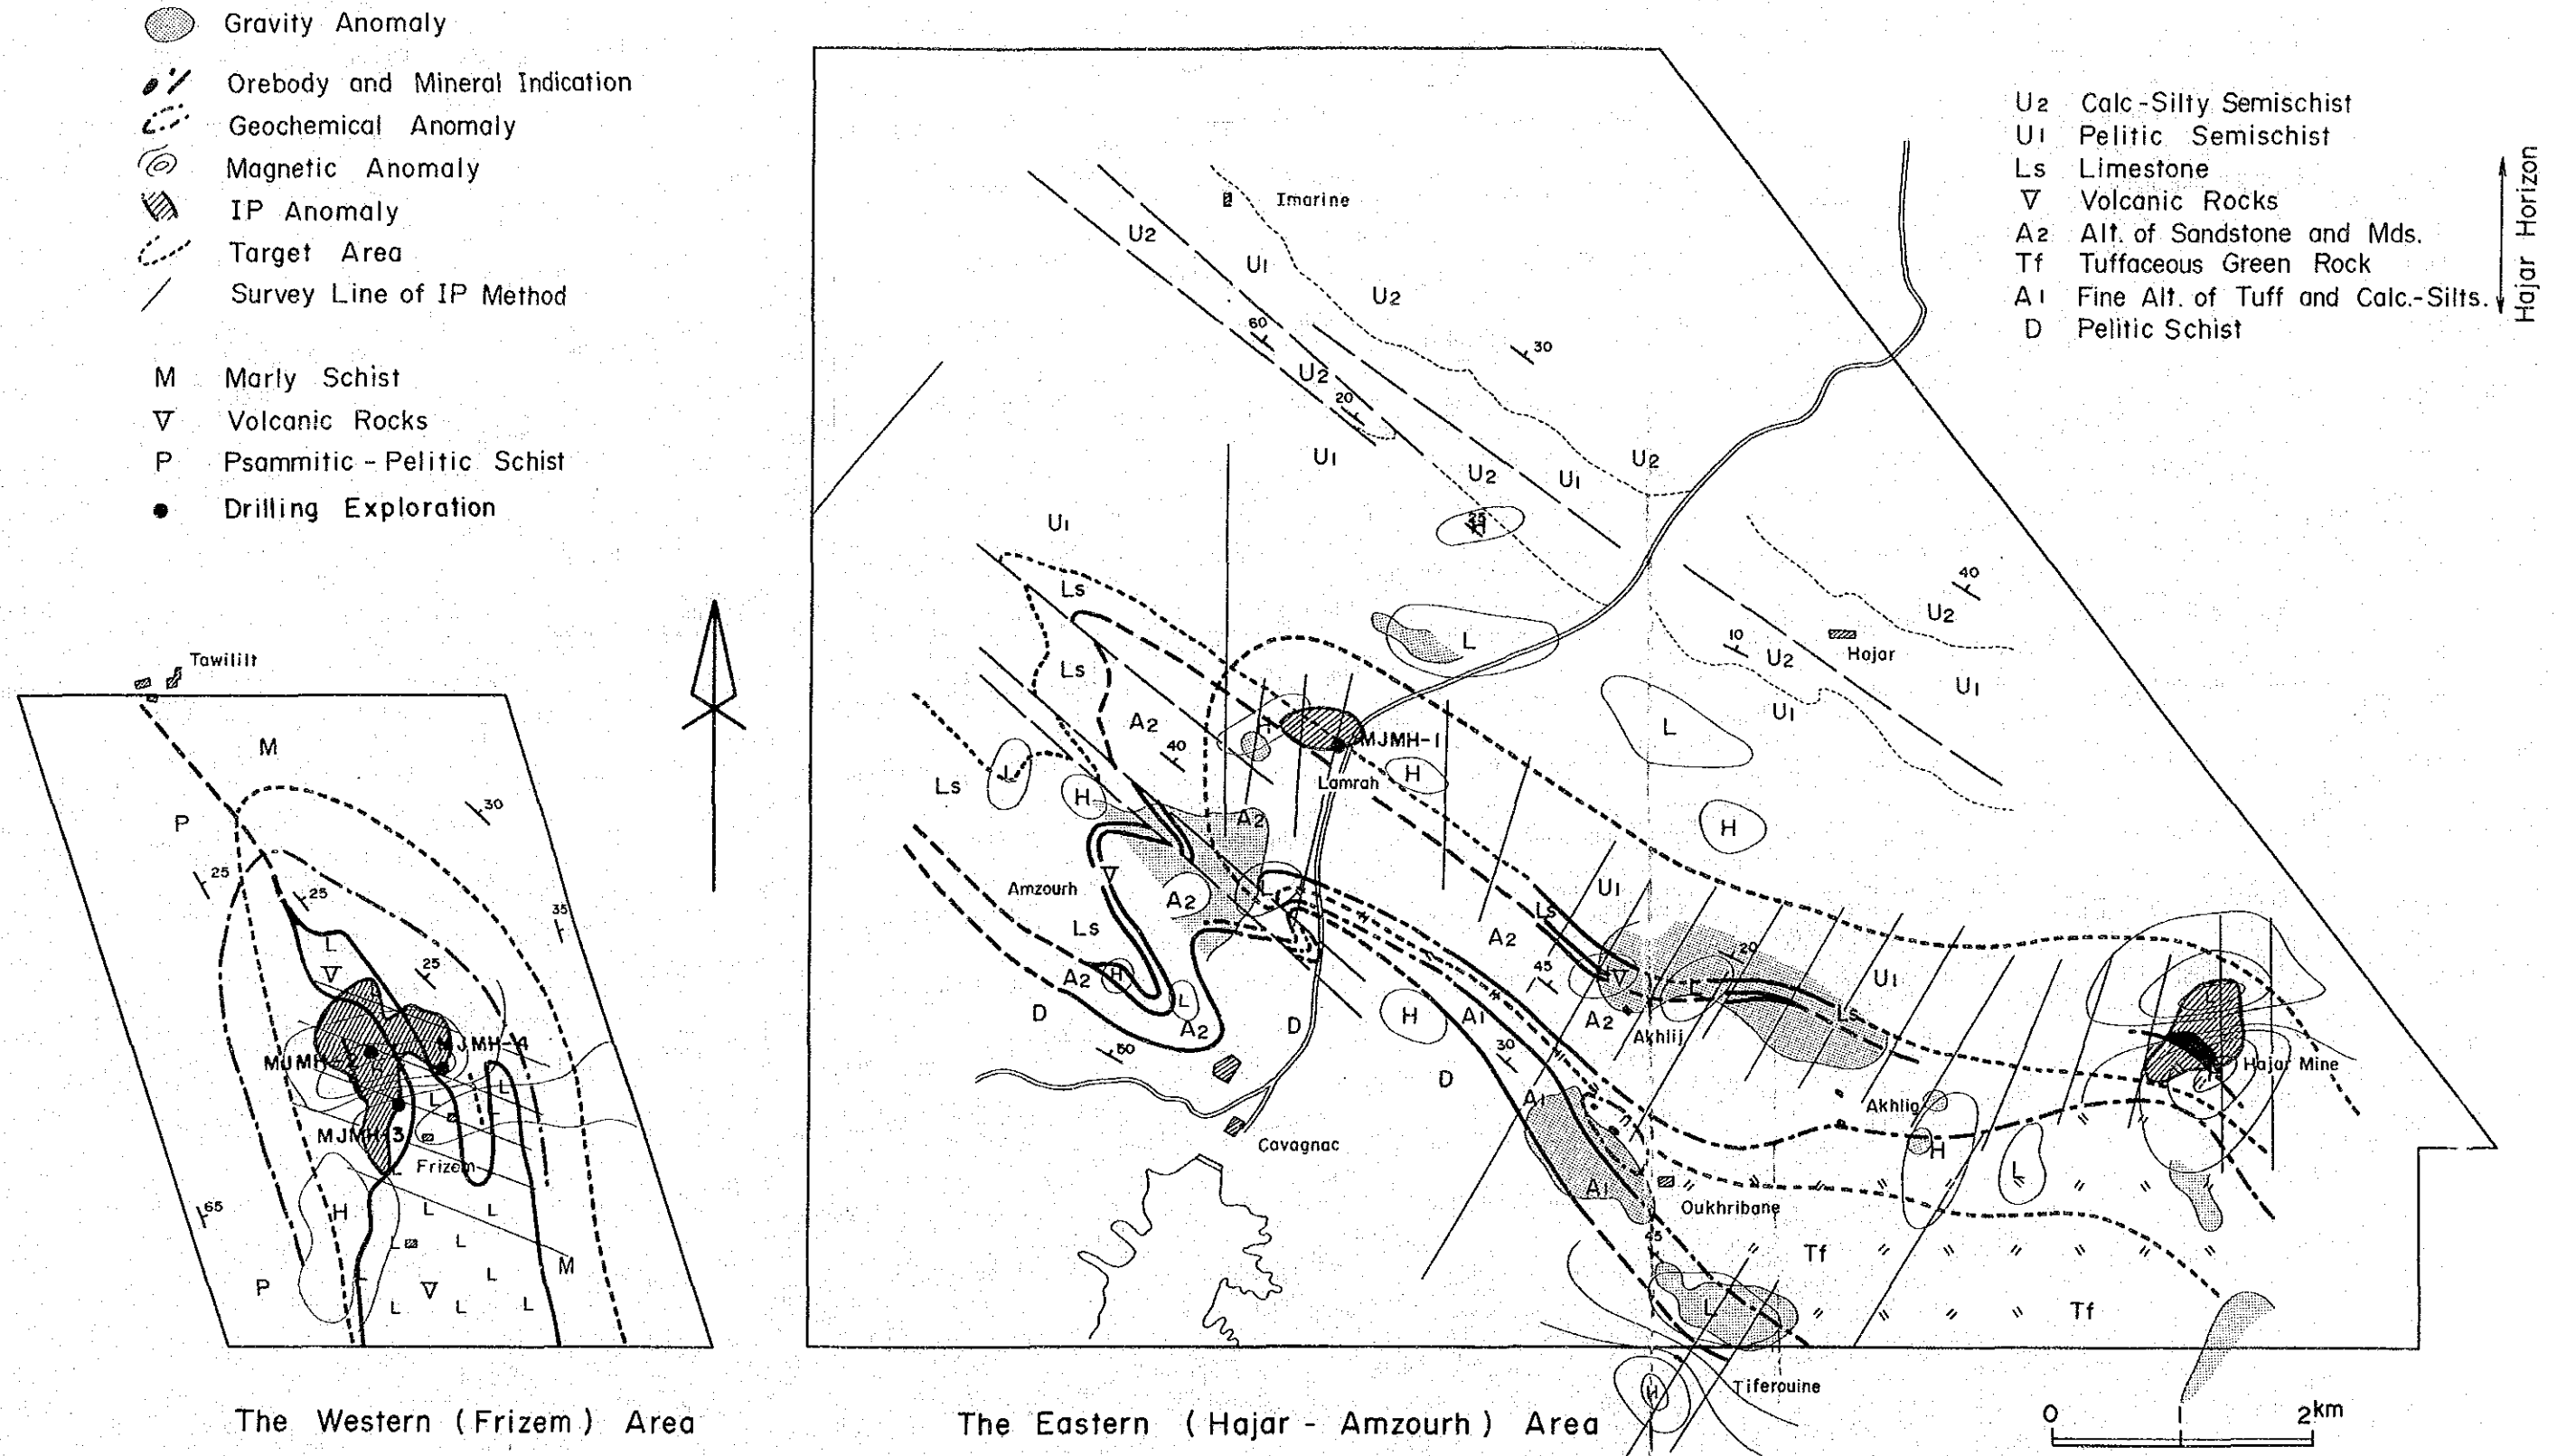 Gravity Anomaly
Orebody and Mineral Indication
Geochemical Anomaly
Magnetic Anomaly
IP Anomaly
Target Area
Survey Line of IP Method
M Marly Schist
∇ Volcanic Rocks
P Psammitic - Pelitic Schist
Drilling Exploration
U2 Calc-Silty Semischist
U1 Pelitic Semischist
Ls Limestone
∇ Volcanic Rocks
A2 Alt. of Sandstone and Mds.
Tf Tuffaceous Green Rock
A1 Fine Alt. of Tuff and Calc.-Silts.
D Pelitic Schist
Hajar Horizon
Tawililt
M
30
P
25
25
35
L
∇
25
MJMH-4
L
L
MJMH-3
Frizem
L
65
H
L
L
L
L
M
L
P
∇
L
L
L
L
The Western (Frizem) Area
Imarine
U2
U1
U2
60
30
U2
20
U1
U2
U1
U2
25
H
U1
40
Ls
U2
10
Hajar
L
U2
Ls
U1
A2
H
L
U1
40
MJMH-1
L
H
Ls
H
Lamrah
A2
H
∇
Amzourh
L
U1
A2
Ls
Ls
A2
20
45
∇
A2
H
L
U1
L
L
D
A2
D
H
A1
A2
Ls
Akhlij
50
30
Hajar Mine
D
A1
Akhlig
H
Cavagnac
L
A1
Oukhribane
45
Tf
L
Tf
H
Tiferouine
The Eastern (Hajar - Amzourh) Area
0 2km